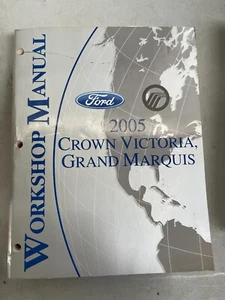 WORKSHOP MANUAL
Ford
2005
CROWN VICTORIA,
GRAND MARQUIS